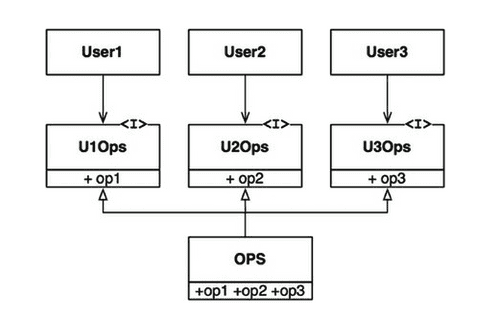 User1
User2
User3
<I>
<I>
<I>
U1Ops
U2Ops
U3Ops
+ op1
+ op2
+ op3
OPS
+op1 +op2 +op3